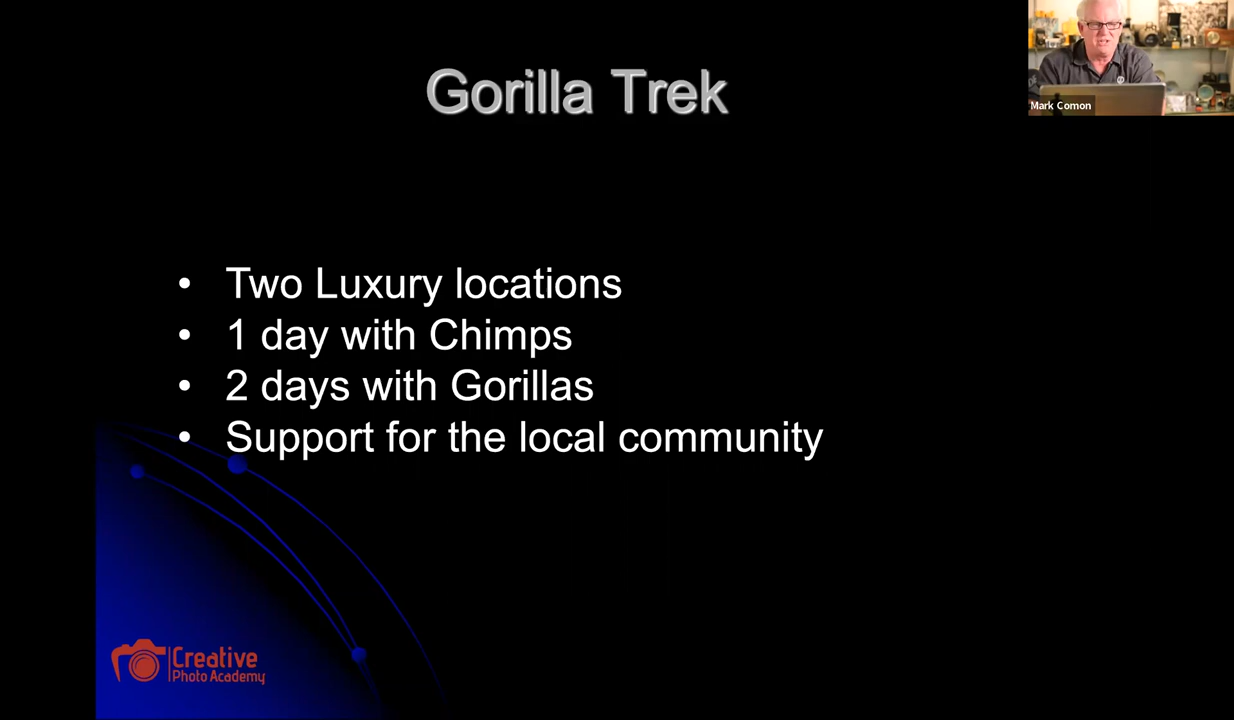 Gorilla Trek
Mark Comon
• Two Luxury locations
• 1 day with Chimps
• 2 days with Gorillas
• Support for the local community
Creative
Photo Academy